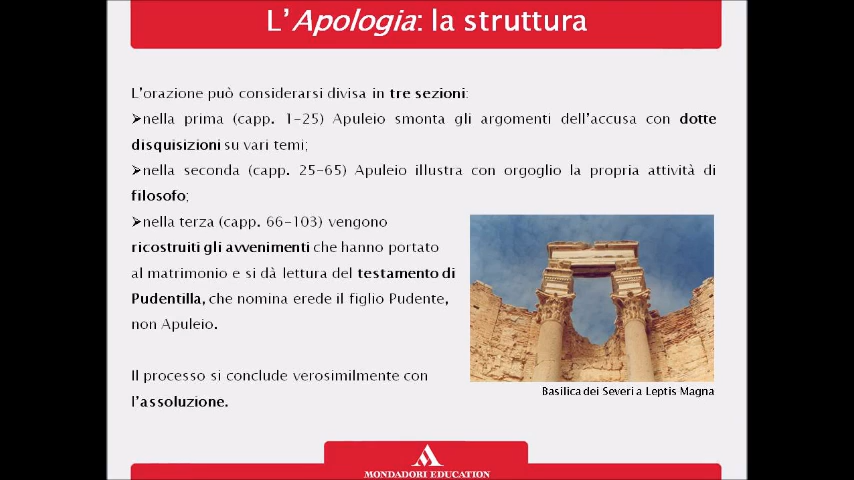 L'Apologia: la struttura
L'orazione può considerarsi divisa in tre sezioni:
➢nella prima (capp. 1-25) Apuleio smonta gli argomenti dell'accusa con dotte
disquisizioni su vari temi;
➢nella seconda (capp. 25-65) Apuleio illustra con orgoglio la propria attività di
filosofo;
➢nella terza (capp. 66-103) vengono
ricostruiti gli avvenimenti che hanno portato
al matrimonio e si dà lettura del testamento di
Pudentilla, che nomina erede il figlio Pudente,
non Apuleio.
Il processo si conclude verosimilmente con
l'assoluzione.
Basilica dei Severi a Leptis Magna
MONDADORI EDUCATION